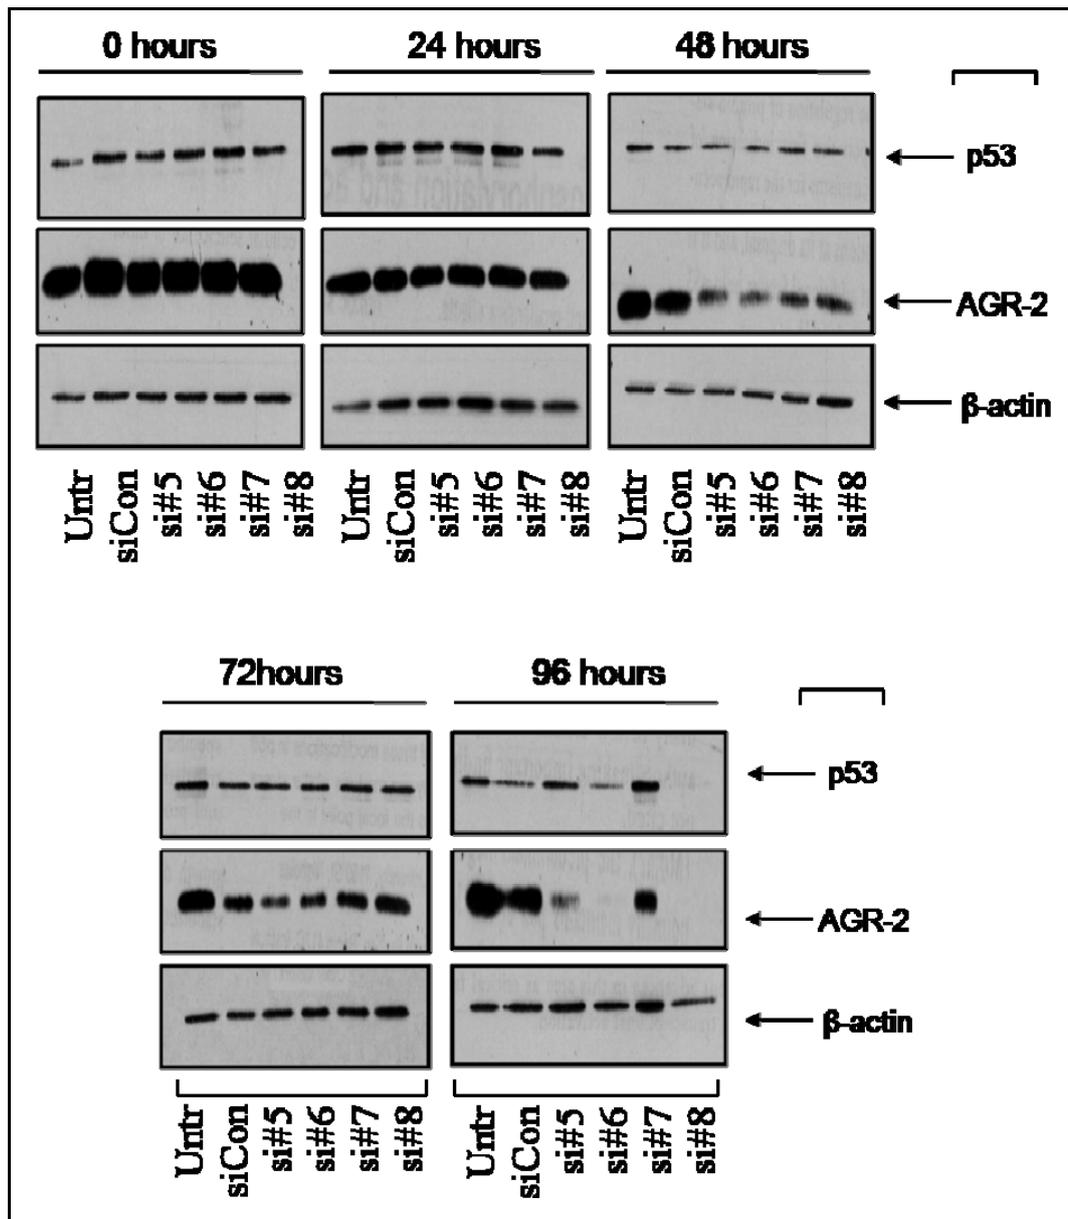 0 hours 24 hours 48 hours
p53
AGR-2
β-actin
Untr siCon si#5 si#6 si#7 si#8 Untr siCon si#5 si#6 si#7 si#8 Untr siCon si#5 si#6 si#7 si#8
72hours 96 hours
p53
AGR-2
β-actin
Untr siCon si#5 si#6 si#7 si#8 Untr siCon si#5 si#6 si#7 si#8